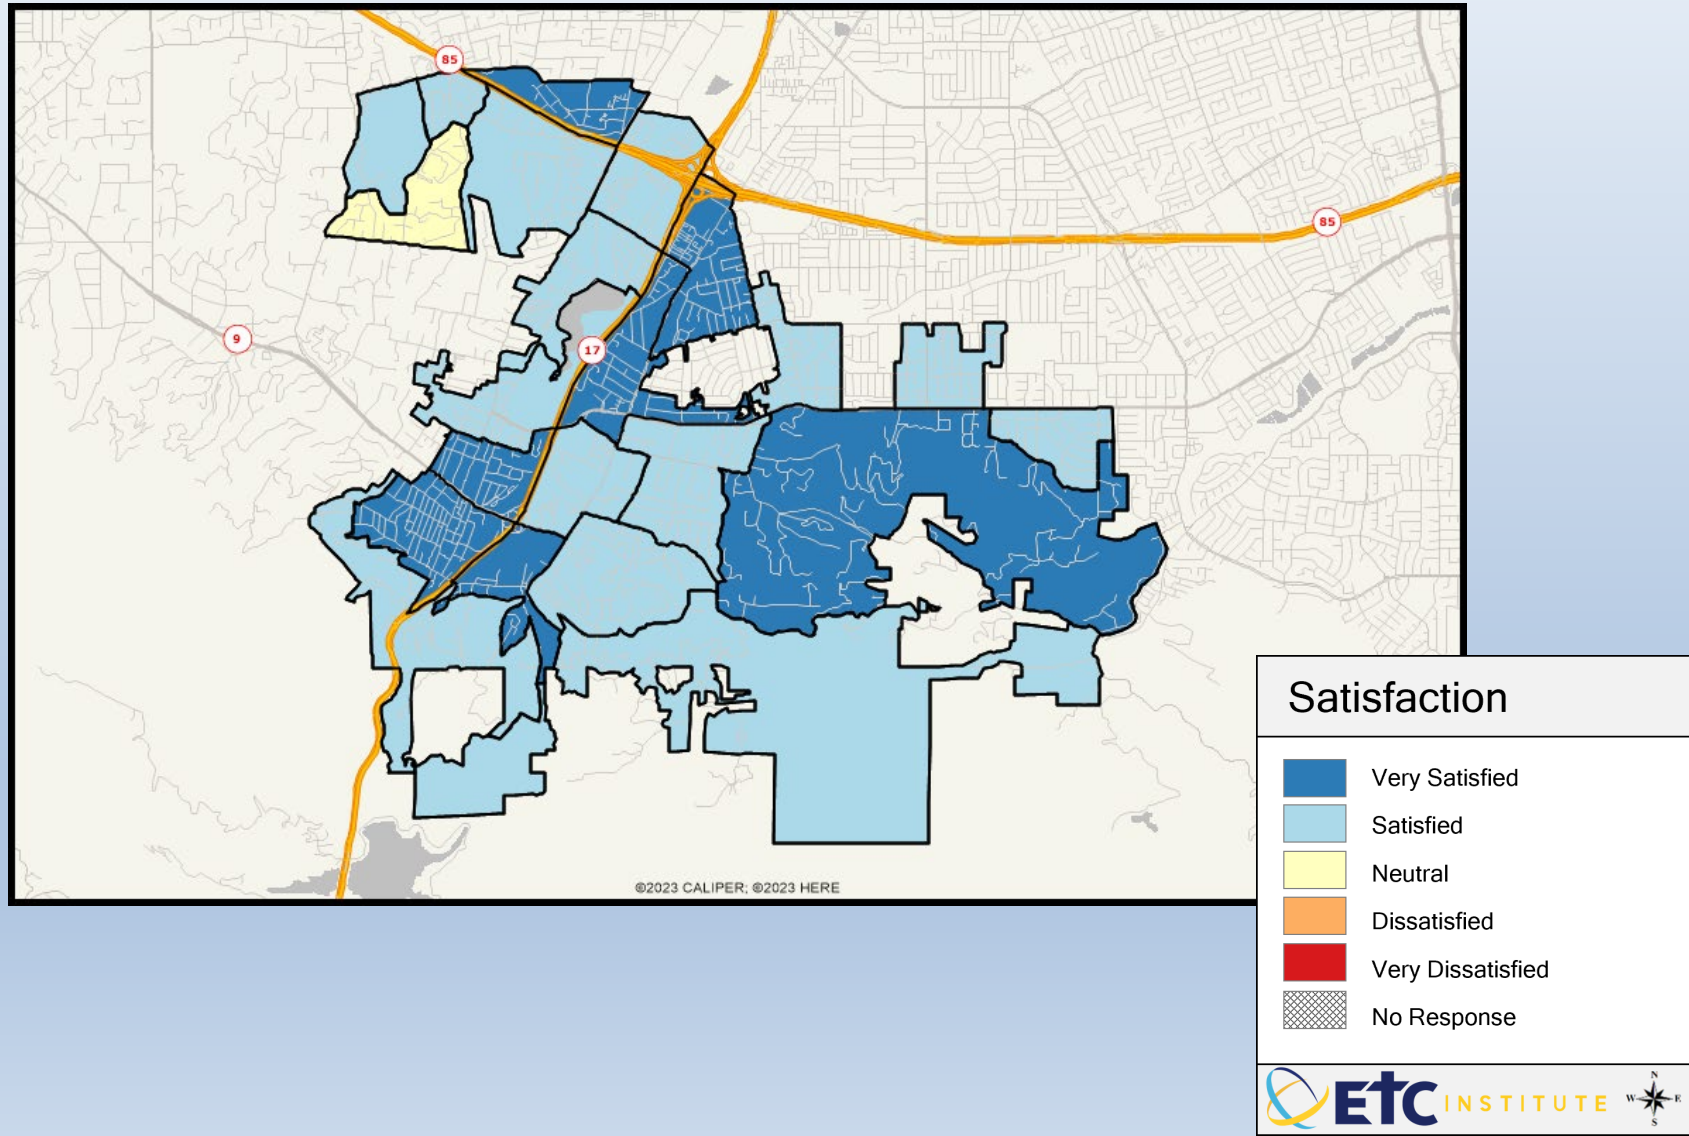 85
85
9
17
©2023 CALIPER; ©2023 HERE
Satisfaction
Very Satisfied
Satisfied
Neutral
Dissatisfied
Very Dissatisfied
No Response
ETC INSTITUTE
N
W E
S